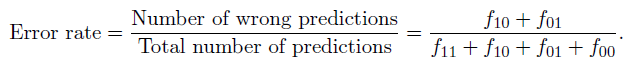 Error rate = Number of wrong predictions / Total number of predictions = f10 + f01 / f11 + f10 + f01 + f00.